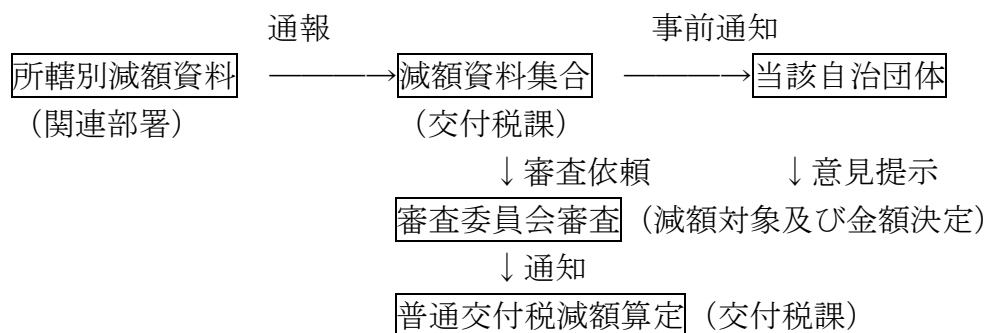 通報 事前通知
所轄別減額資料 ―――→ 減額資料集合 ―――→ 当該自治団体
（関連部署） （交付税課）
↓審査依頼 ↓意見提示
審査委員会審査（減額対象及び金額決定）
↓通知
普通交付税減額算定（交付税課）